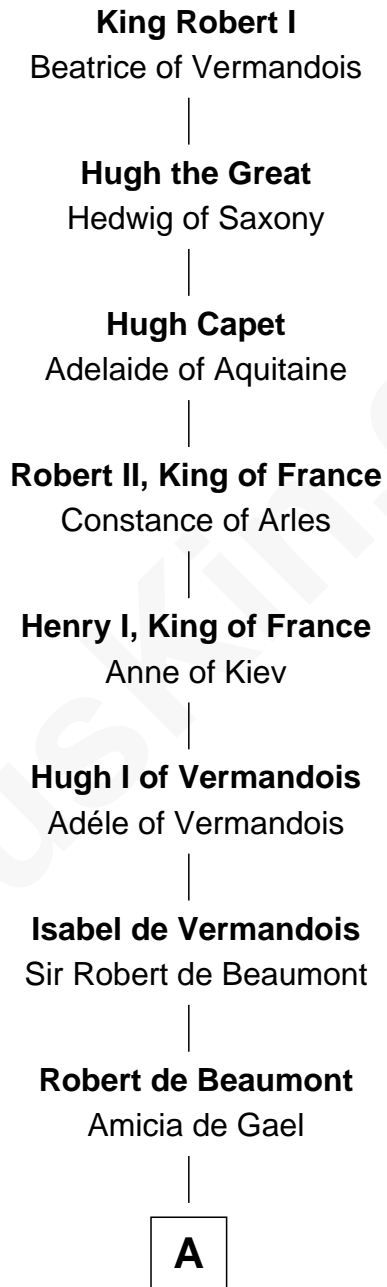 King Robert I
Beatrice of Vermandois
Hugh the Great
Hedwig of Saxony
Hugh Capet
Adelaide of Aquitaine
Robert II, King of France
Constance of Arles
Henry I, King of France
Anne of Kiev
Hugh I of Vermandois
Adéle of Vermandois
Isabel de Vermandois
Sir Robert de Beaumont
Robert de Beaumont
Amicia de Gael
A